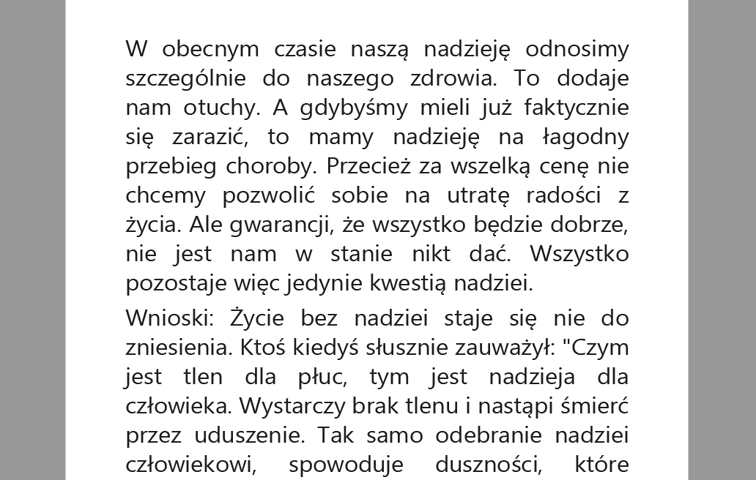 W obecnym czasie naszą nadzieję odnosimy
szczególnie do naszego zdrowia. To dodaje
nam otuchy. A gdybyśmy mieli już faktycznie
się zarazić, to mamy nadzieję na łagodny
przebieg choroby. Przecież za wszelką cenę nie
chcemy pozwolić sobie na utratę radości z
życia. Ale gwarancji, że wszystko będzie dobrze,
nie jest nam w stanie nikt dać. Wszystko
pozostaje więc jedynie kwestią nadziei.
Wnioski: Życie bez nadziei staje się nie do
zniesienia. Ktoś kiedyś słusznie zauważył: "Czym
jest tlen dla płuc, tym jest nadzieja dla
człowieka. Wystarczy brak tlenu i nastąpi śmierć
przez uduszenie. Tak samo odebranie nadziei
człowiekowi, spowoduje duszności, które